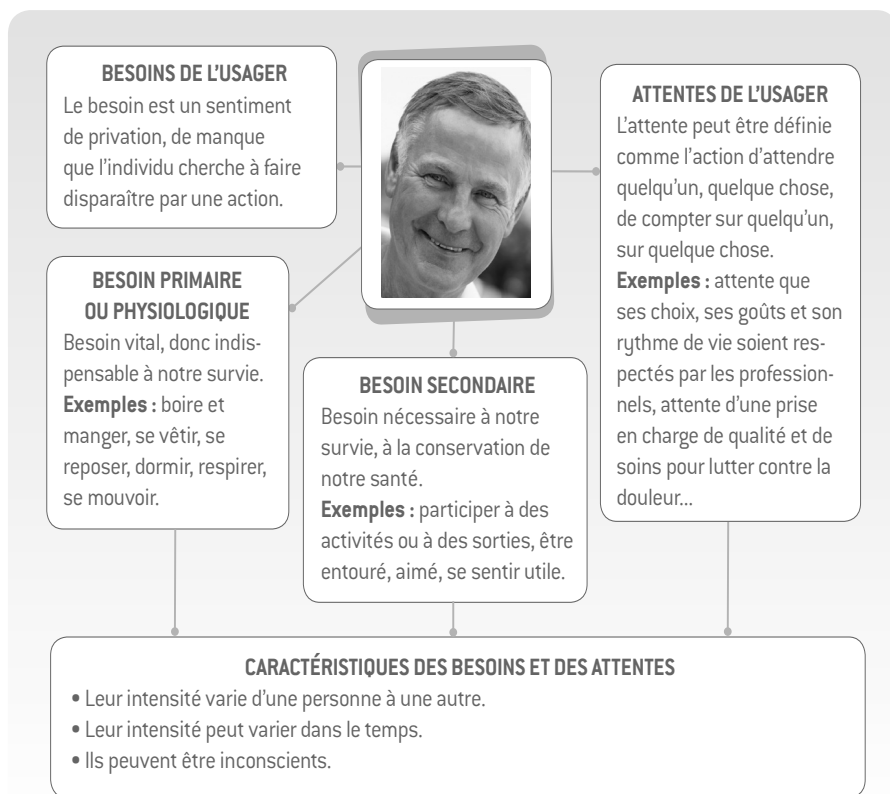 BESOINS DE L'USAGER
Le besoin est un sentiment
de privation, de manque
que l'individu cherche à faire
disparaître par une action.
BESOIN PRIMAIRE
OU PHYSIOLOGIQUE
Besoin vital, donc indis-
pensable à notre survie.
Exemples : boire et
manger, se vêtir, se
reposer, dormir, respirer,
se mouvoir.
BESOIN SECONDAIRE
Besoin nécessaire à notre
survie, à la conservation de
notre santé.
Exemples : participer à des
activités ou à des sorties, être
entouré, aimé, se sentir utile.
ATTENTES DE L'USAGER
L'attente peut être définie
comme l'action d'attendre
quelqu'un, quelque chose,
de compter sur quelqu'un,
sur quelque chose.
Exemples : attente que
ses choix, ses goûts et son
rythme de vie soient res-
pectés par les profession-
nels, attente d'une prise
en charge de qualité et de
soins pour lutter contre la
douleur...
CARACTÉRISTIQUES DES BESOINS ET DES ATTENTES
• Leur intensité varie d'une personne à une autre.
• Leur intensité peut varier dans le temps.
• Ils peuvent être inconscients.